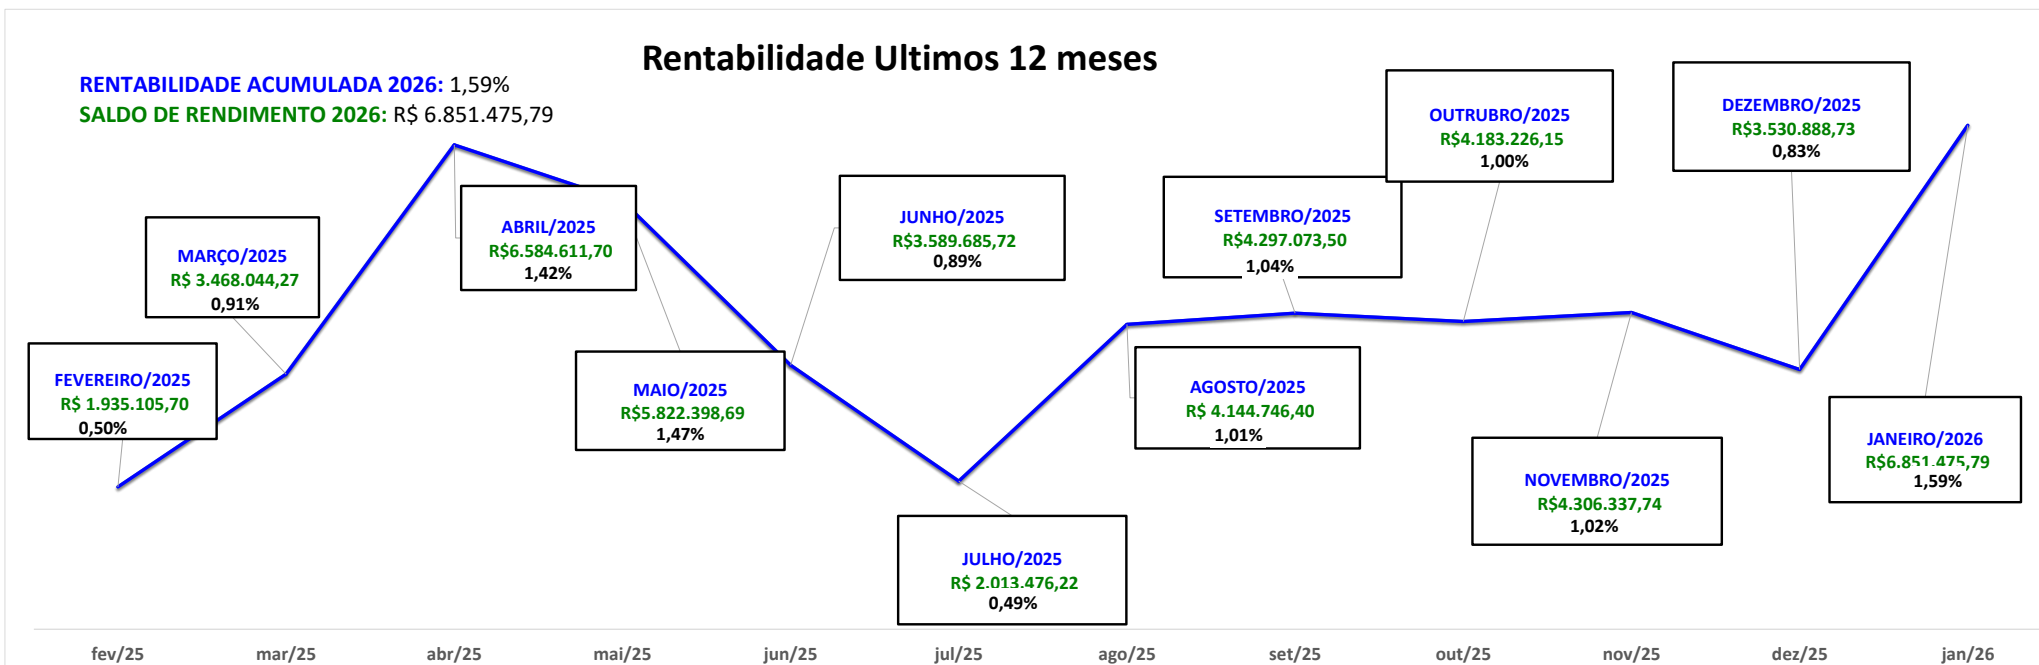 Rentabilidade Ultimos 12 meses
RENTABILIDADE ACUMULADA 2026: 1,59%
SALDO DE RENDIMENTO 2026: R$ 6.851.475,79
FEVEREIRO/2025
R$ 1.935.105,70
0,50%
MARÇO/2025
R$ 3.468.044,27
0,91%
ABRIL/2025
R$6.584.611,70
1,42%
MAIO/2025
R$5.822.398,69
1,47%
JUNHO/2025
R$3.589.685,72
0,89%
JULHO/2025
R$ 2.013.476,22
0,49%
AGOSTO/2025
R$ 4.144.746,40
1,01%
SETEMBRO/2025
R$4.297.073,50
1,04%
OUTRUBRO/2025
R$4.183.226,15
1,00%
NOVEMBRO/2025
R$4.306.337,74
1,02%
DEZEMBRO/2025
R$3.530.888,73
0,83%
JANEIRO/2026
R$6.851.475,79
1,59%
fev/25 mar/25 abr/25 mai/25 jun/25 jul/25 ago/25 set/25 out/25 nov/25 dez/25 jan/26